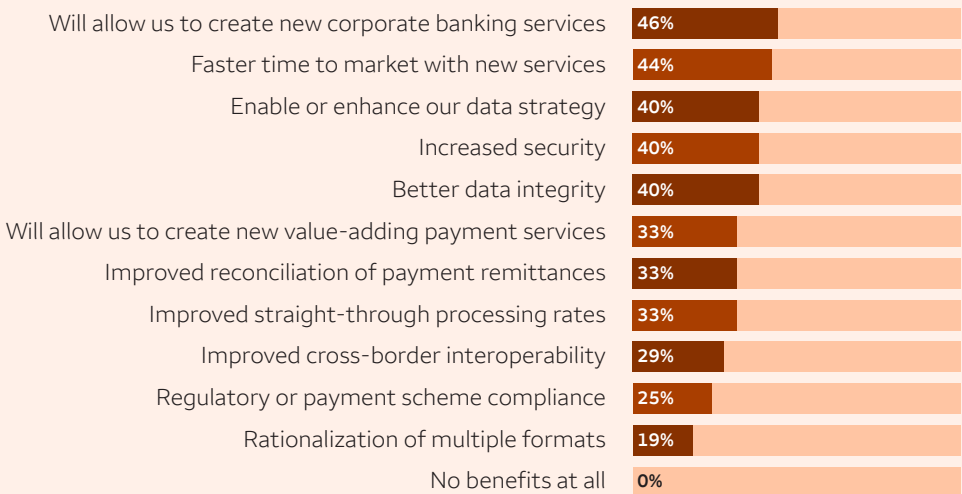 Will allow us to create new corporate banking services 46%
Faster time to market with new services 44%
Enable or enhance our data strategy 40%
Increased security 40%
Better data integrity 40%
Will allow us to create new value-adding payment services 33%
Improved reconciliation of payment remittances 33%
Improved straight-through processing rates 33%
Improved cross-border interoperability 29%
Regulatory or payment scheme compliance 25%
Rationalization of multiple formats 19%
No benefits at all 0%